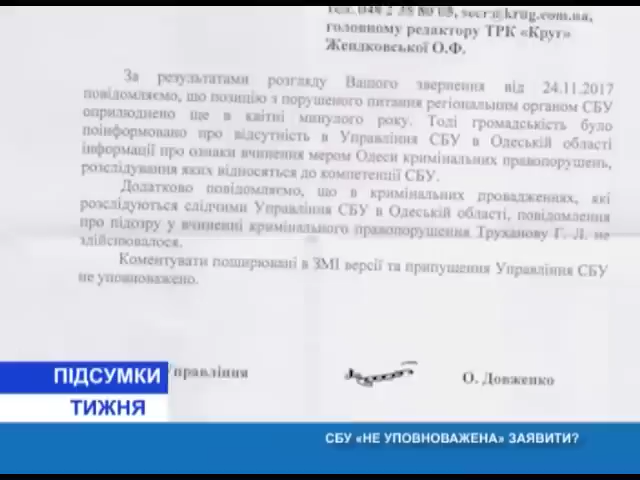 тел. 048 2 35 80 03, secr@krug.com.ua,
головному редактору ТРК «Круг»
Жендковської О.Ф.
За результатами розгляду Вашого звернення від 24.11.2017
повідомляємо, що позицію з порушеного питання регіональним органом СБУ
оприлюднено ще в квітні минулого року. Тоді громадськість було
поінформовано про відсутність в Управління СБУ в Одеській області
інформації про ознаки вчинення мером Одеси кримінальних правопорушень,
розслідування яких відносяться до компетенції СБУ.
Додатково повідомляємо, що в кримінальних провадженнях, які
розслідуються слідчими Управління СБУ в Одеській області, повідомлення
про підозру у вчиненні кримінального правопорушення Труханову Г. Л. не
здійснювалося.
Коментувати поширювані в ЗМІ версії та припущення Управління СБУ
не уповноважено.
Управління
О. Довженко
ПІДСУМКИ
ТИЖНЯ
СБУ «НЕ УПОВНОВАЖЕНА» ЗАЯВИТИ?